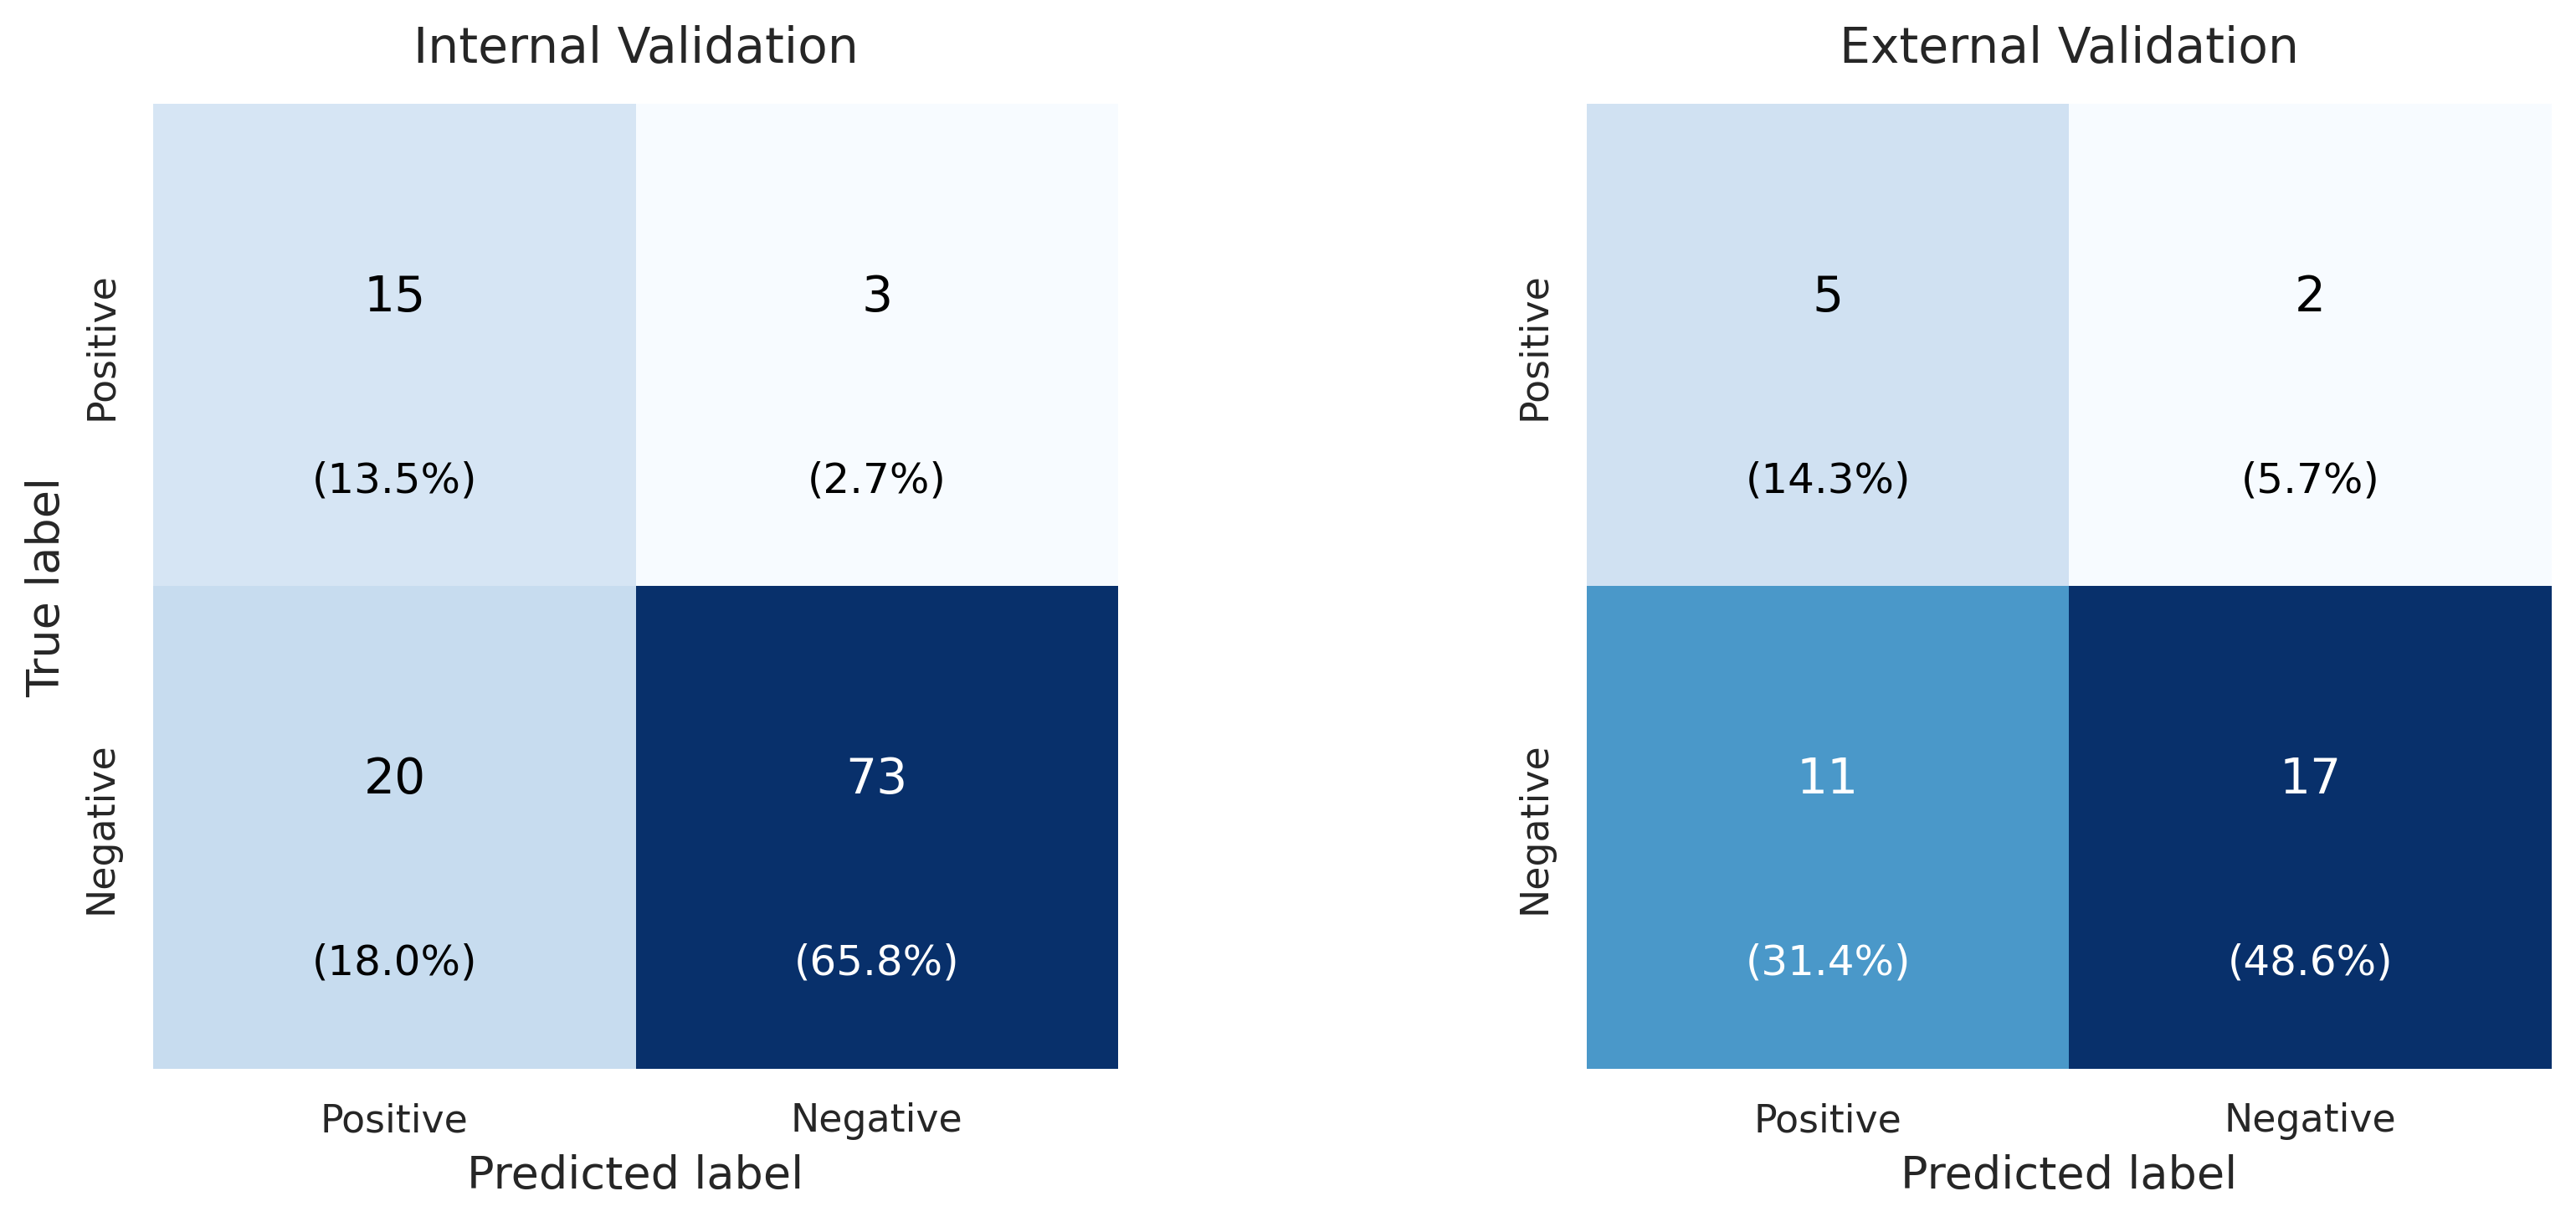 Internal Validation
True label
Positive
15
3
(13.5%)
(2.7%)
Negative
20
73
(18.0%)
(65.8%)
Positive
Negative
Predicted label
External Validation
Positive
5
2
(14.3%)
(5.7%)
Negative
11
17
(31.4%)
(48.6%)
Positive
Negative
Predicted label